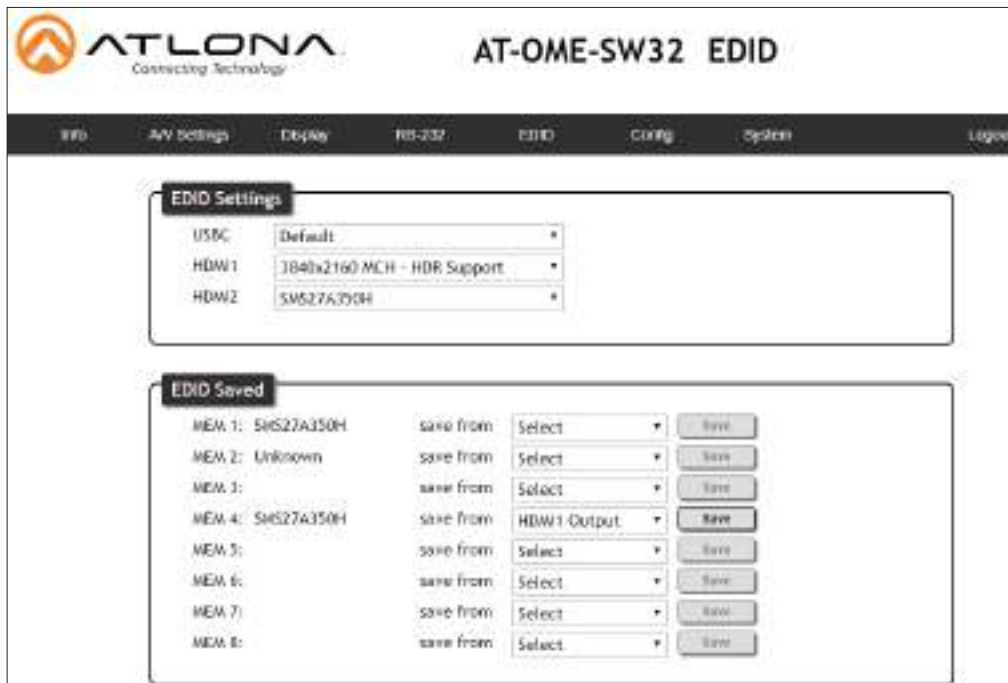 ATLONA
Connecting Technology
AT-OME-SW32 EDID
Info A/V Settings Display RS-232 EDID Config System Logout
EDID Settings
USBC Default
HDMI1 3840x2160 MCH - HDR Support
HDMI2 SMS27A350H
EDID Saved
MEM 1: SMS27A350H save from Select Save
MEM 2: Unknown save from Select Save
MEM 3: save from Select Save
MEM 4: SMS27A350H save from HDMI1 Output Save
MEM 5: save from Select Save
MEM 6: save from Select Save
MEM 7: save from Select Save
MEM 8: save from Select Save